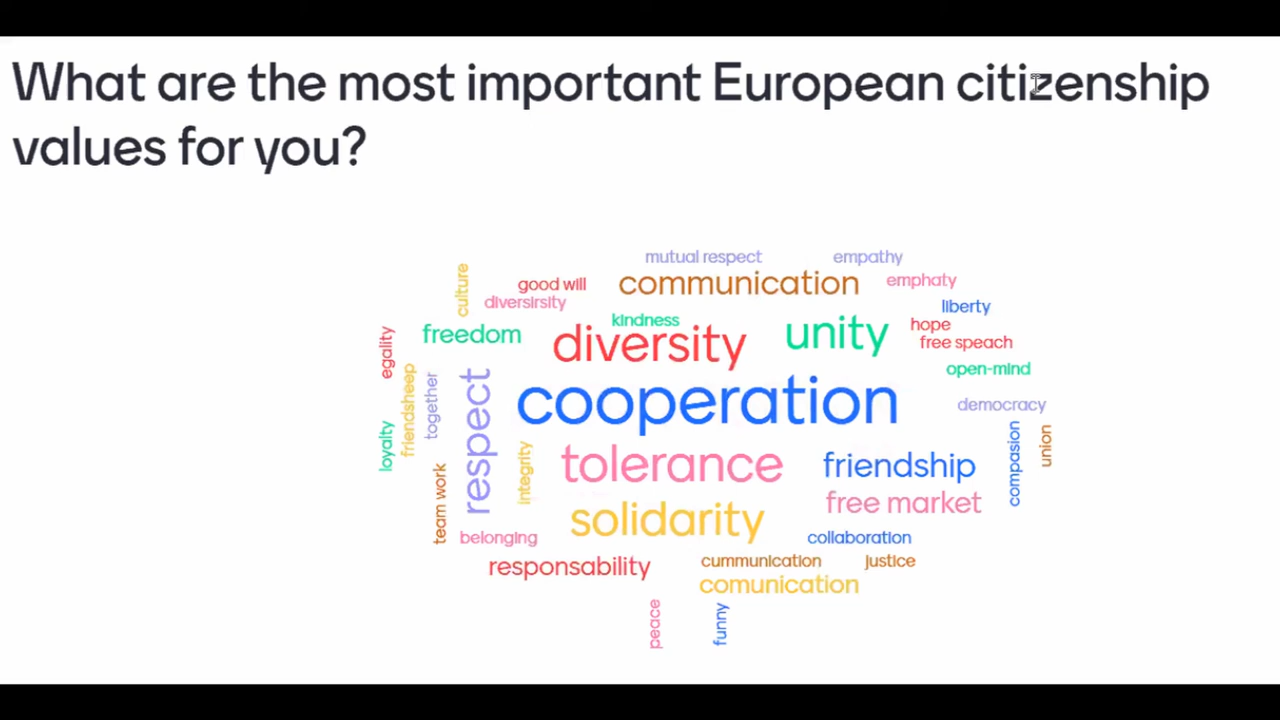 What are the most important European citizenship
values for you?
mutual respect
empathy
culture
good will
communication
emphaty
diversirsity
liberty
kindness
hope
freedom
diversity
unity
free speach
egality
friendsheep
together
respect
cooperation
open-mind
democracy
loyalty
team work
integrity
tolerance
friendship
compasion
union
free market
solidarity
belonging
collaboration
responsability
cummunication
justice
comunication
peace
funny